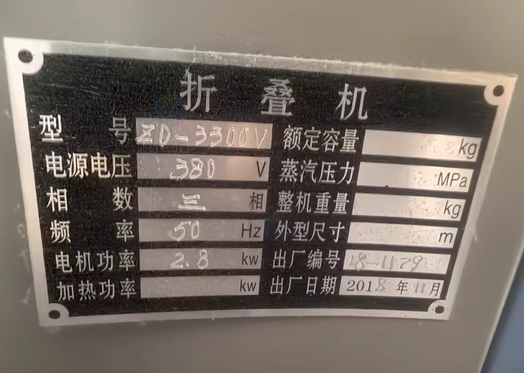 折叠机
型号 ZD-3300V 额定容量 kg
电源电压 380 V 蒸汽压力 MPa
相数 三 相 整机重量 kg
频率 50 Hz 外型尺寸 m
电机功率 2.8 kw 出厂编号 18-1129
加热功率 kw 出厂日期 2018 年 11 月